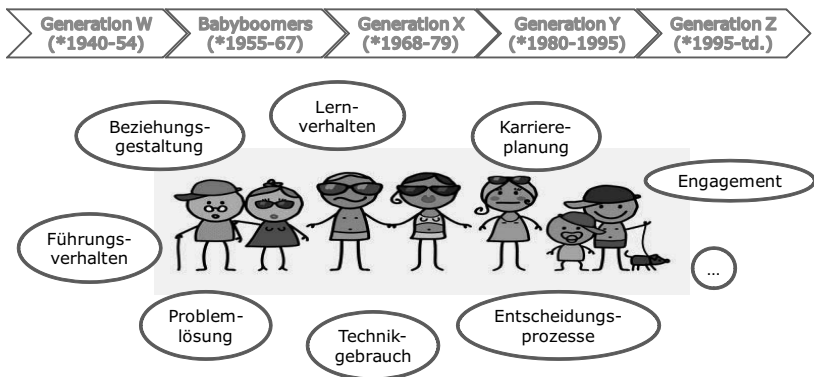 Generation W
(*1940-54)
Babyboomers
(*1955-67)
Generation X
(*1968-79)
Generation Y
(*1980-1995)
Generation Z
(*1995-td.)
Lern-
verhalten
Beziehungs-
gestaltung
Karriere-
planung
Engagement
Führungs-
verhalten
...
Problem-
lösung
Technik-
gebrauch
Entscheidungs-
prozesse